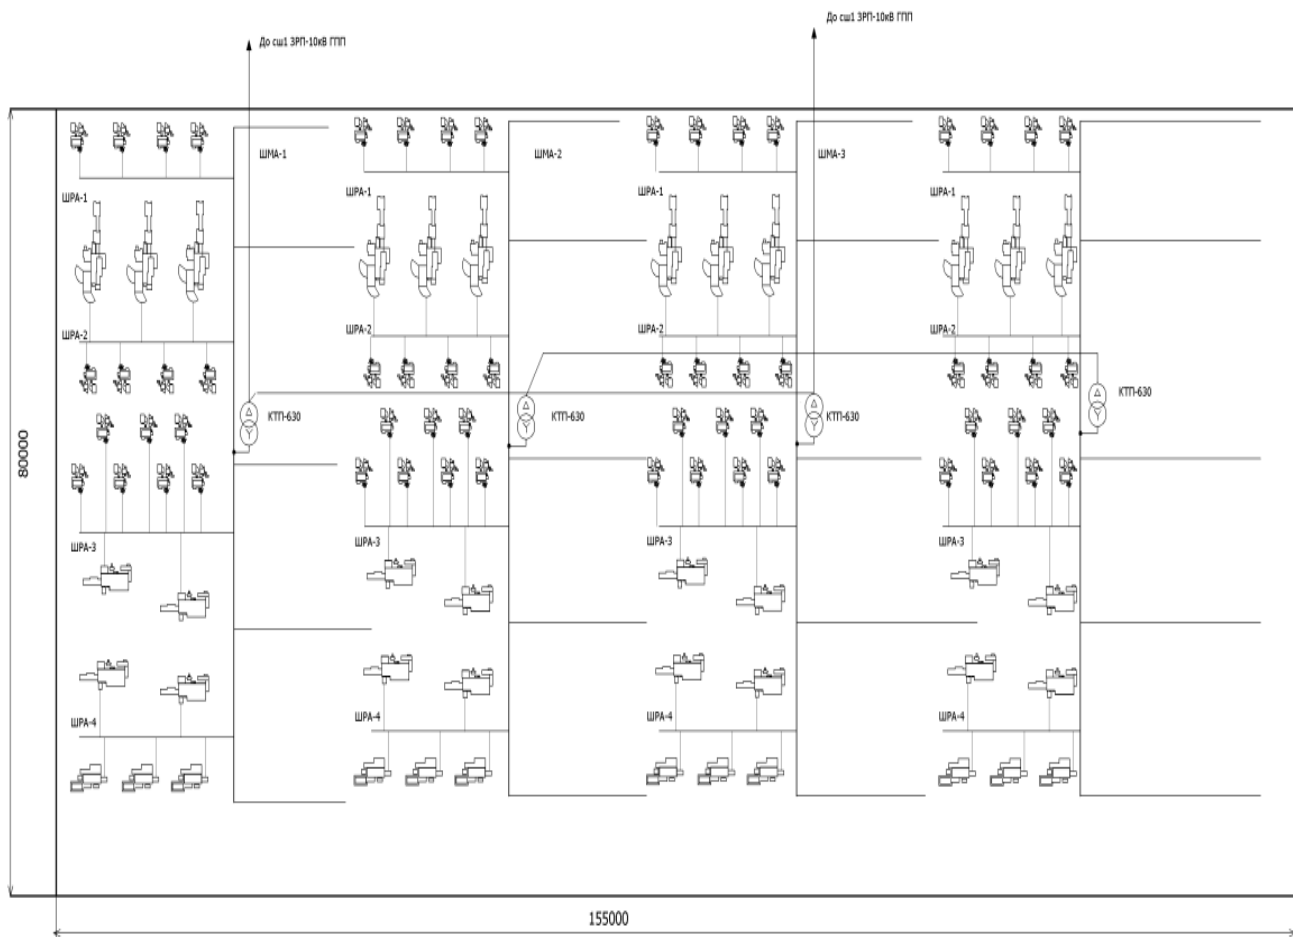 До сш1 ЗРП-10кВ ГПП
До сш1 ЗРП-10кВ ГПП
ШМА-1
ШМА-2
ШМА-3
ШРА-1
ШРА-1
ШРА-1
ШРА-1
ШРА-2
ШРА-2
ШРА-2
ШРА-2
КТП-630
КТП-630
КТП-630
КТП-630
80000
ШРА-3
ШРА-3
ШРА-3
ШРА-3
ШРА-4
ШРА-4
ШРА-4
ШРА-4
155000